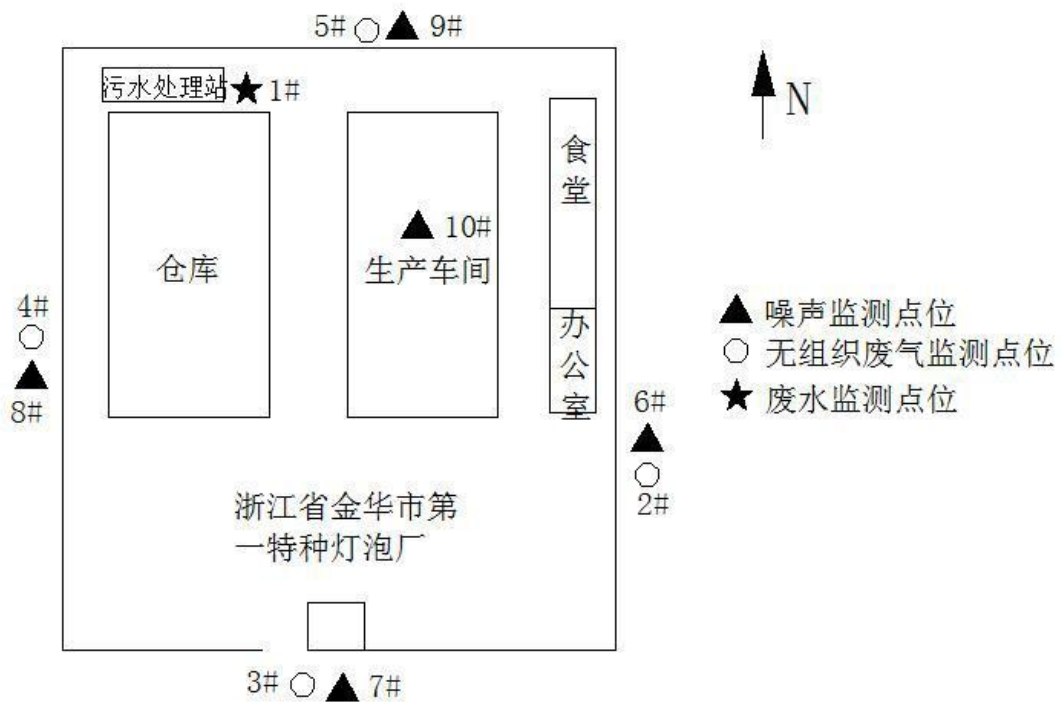 5# 9#
污水处理站 1#
N
食堂
10#
仓库
生产车间
4#
8#
办公室
噪声监测点位
无组织废气监测点位
废水监测点位
6#
2#
浙江省金华市第
一特种灯泡厂
3# 7#